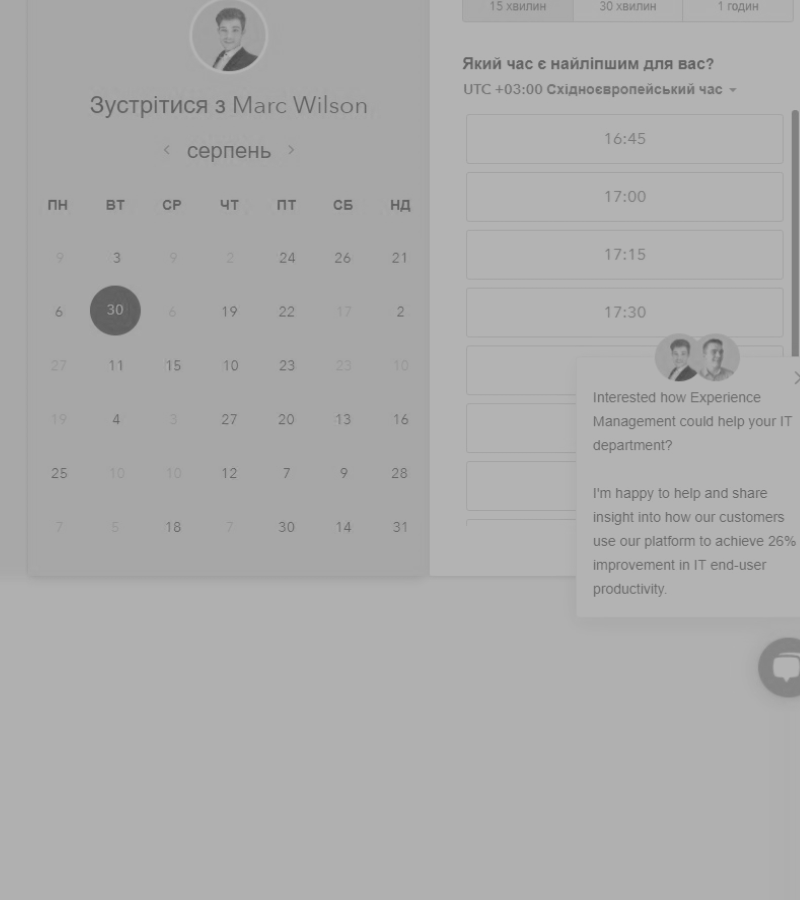 Зустрітися з Marc Wilson
серпень
ПН ВТ СР ЧТ ПТ СБ НД
9 3 9 2 24 26 21
6 30 6 19 22 17 2
27 11 15 10 23 23 10
19 4 3 27 20 13 16
25 10 10 12 7 9 28
7 5 18 7 30 14 31
15 хвилин 30 хвилин 1 годин
Який час є найліпшим для вас?
UTC +03:00 Східноєвропейський час
16:45
17:00
17:15
17:30
Interested how Experience
Management could help your IT
department?
I'm happy to help and share
insight into how our customers
use our platform to achieve 26%
improvement in IT end-user
productivity.